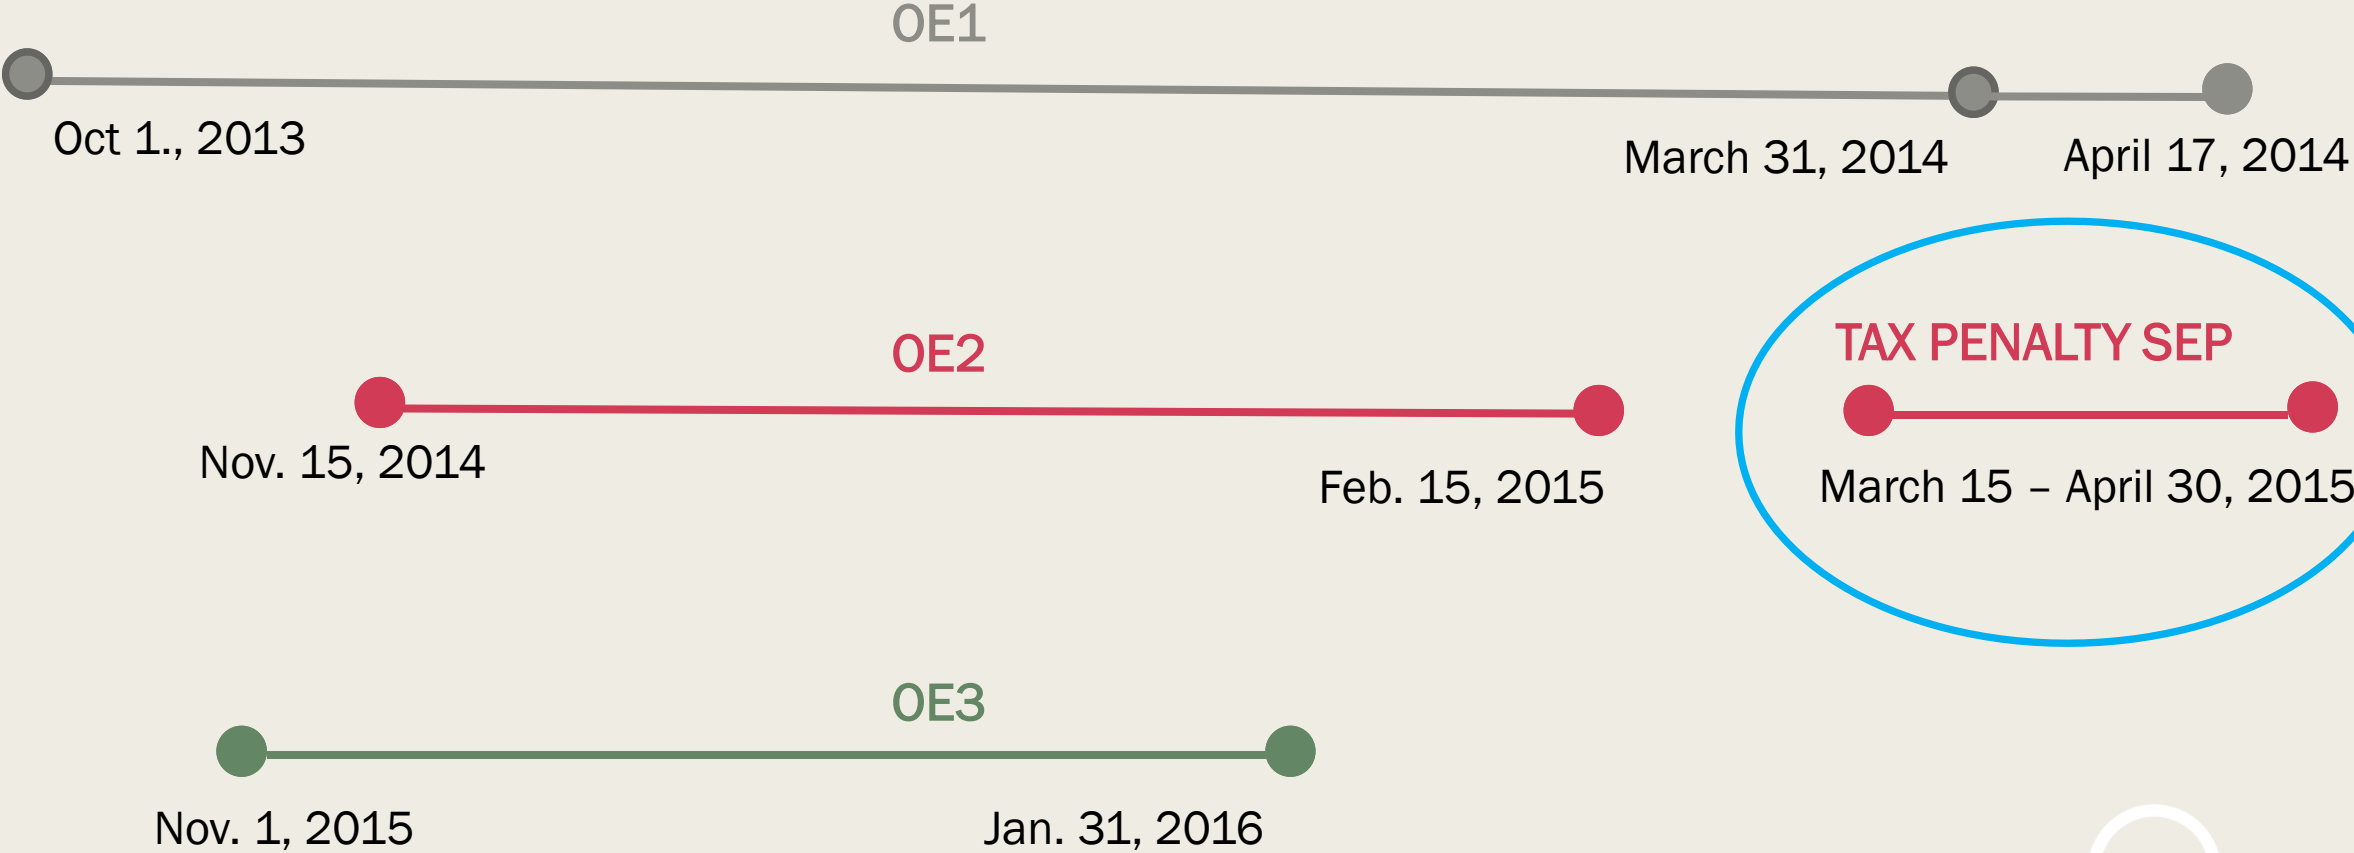 OE1
Oct 1., 2013
March 31, 2014
April 17, 2014
OE2
TAX PENALTY SEP
Nov. 15, 2014
Feb. 15, 2015
March 15 – April 30, 2015
OE3
Nov. 1, 2015
Jan. 31, 2016